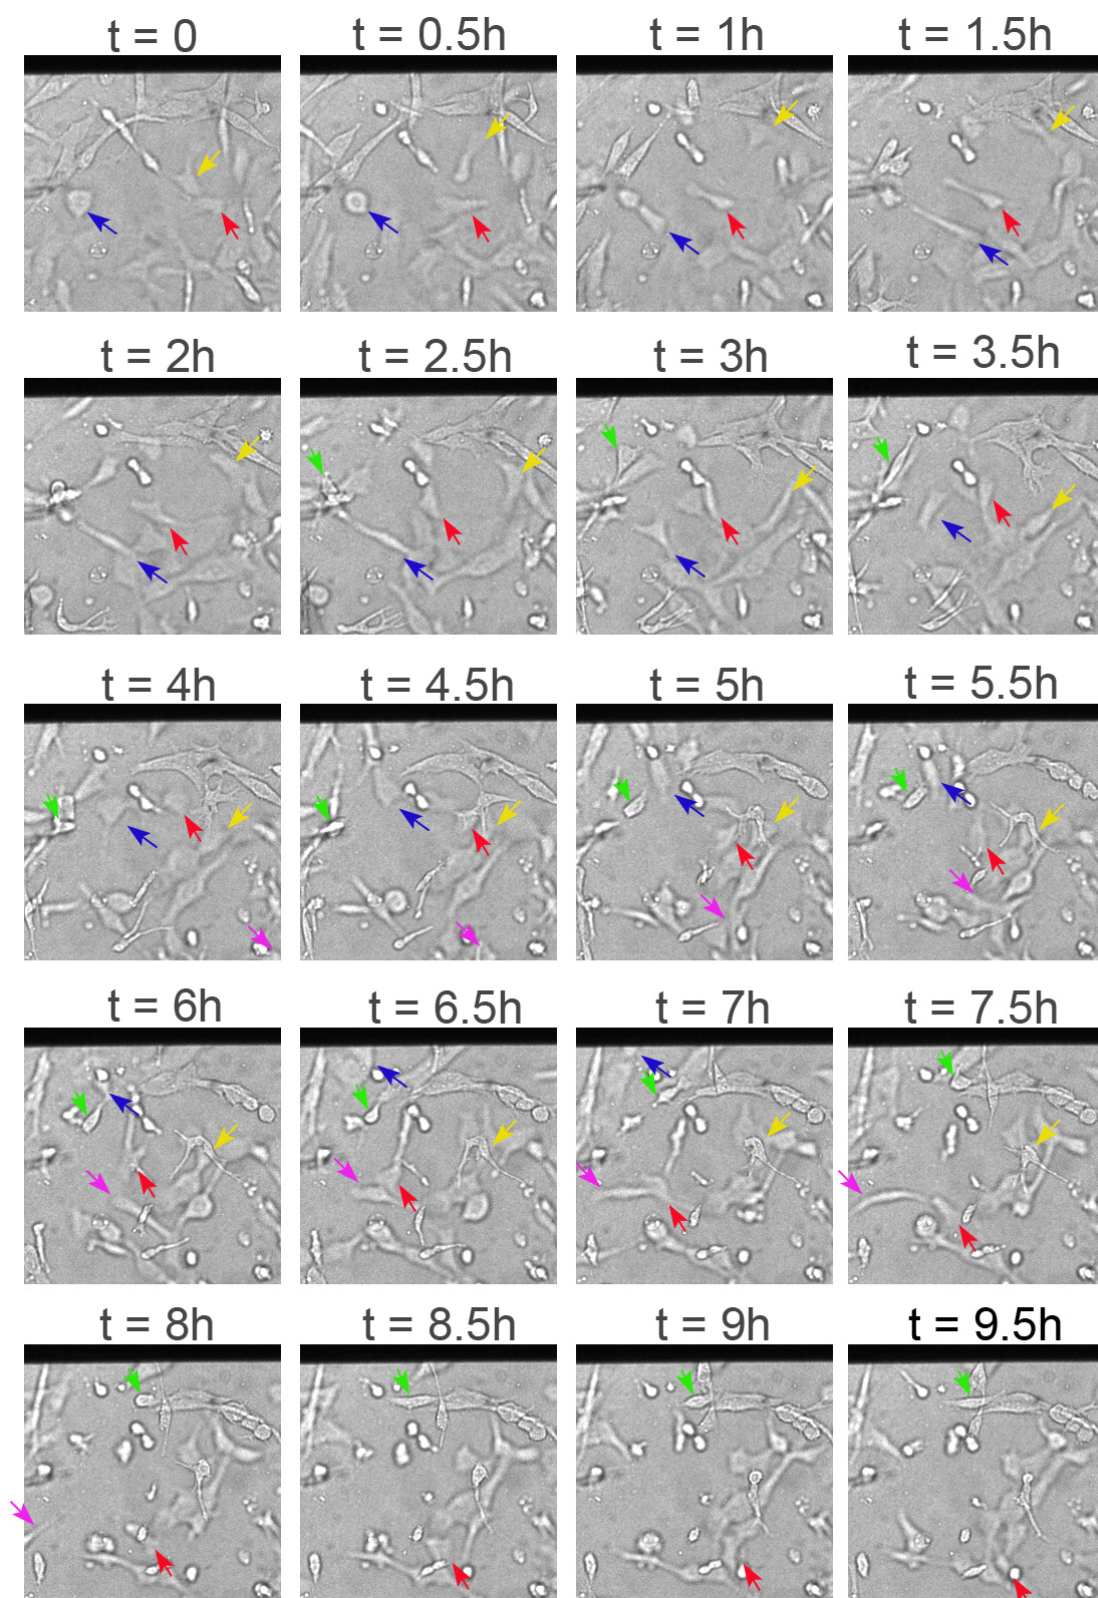 t = 0 t = 0.5h t = 1h t = 1.5h
t = 2h t = 2.5h t = 3h t = 3.5h
t = 4h t = 4.5h t = 5h t = 5.5h
t = 6h t = 6.5h t = 7h t = 7.5h
t = 8h t = 8.5h t = 9h t = 9.5h